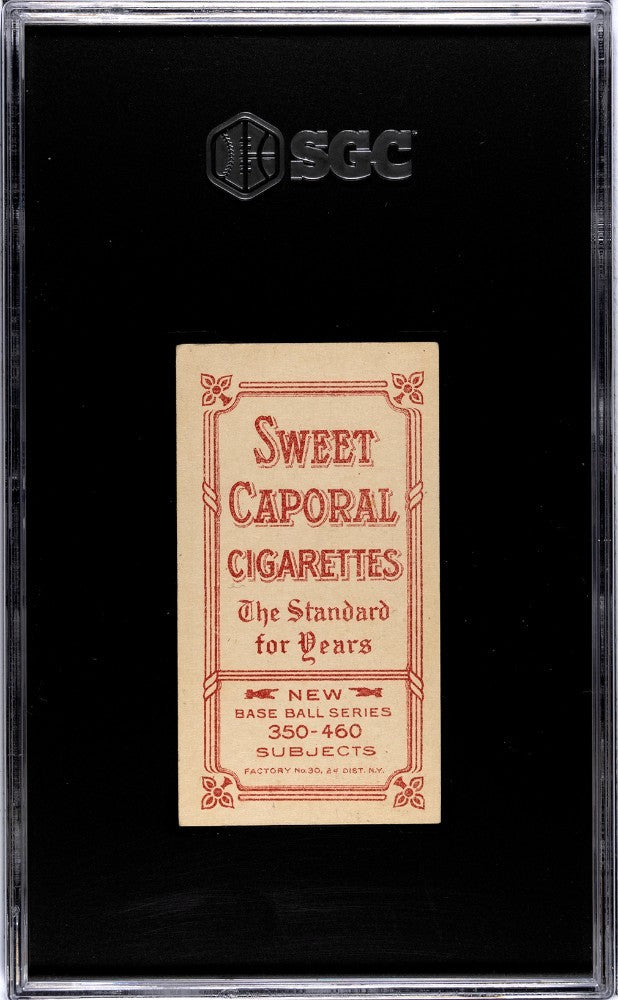 SGC
SWEET
CAPORAL
CIGARETTES
The Standard
for Years
NEW
BASE BALL SERIES
350-460
SUBJECTS
FACTORY No. 30, 2d DIST. N.Y.